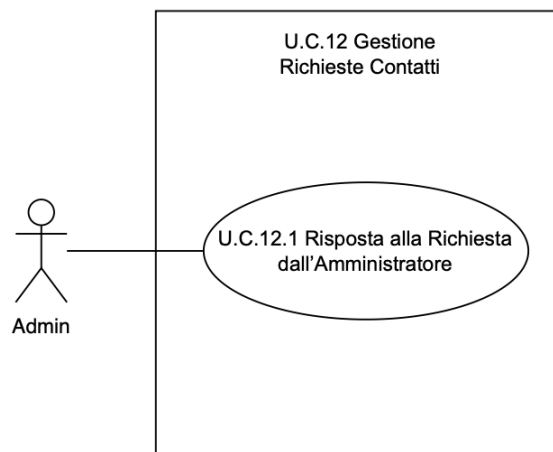 U.C.12 Gestione
Richieste Contatti
U.C.12.1 Risposta alla Richiesta
dall'Amministratore
Admin